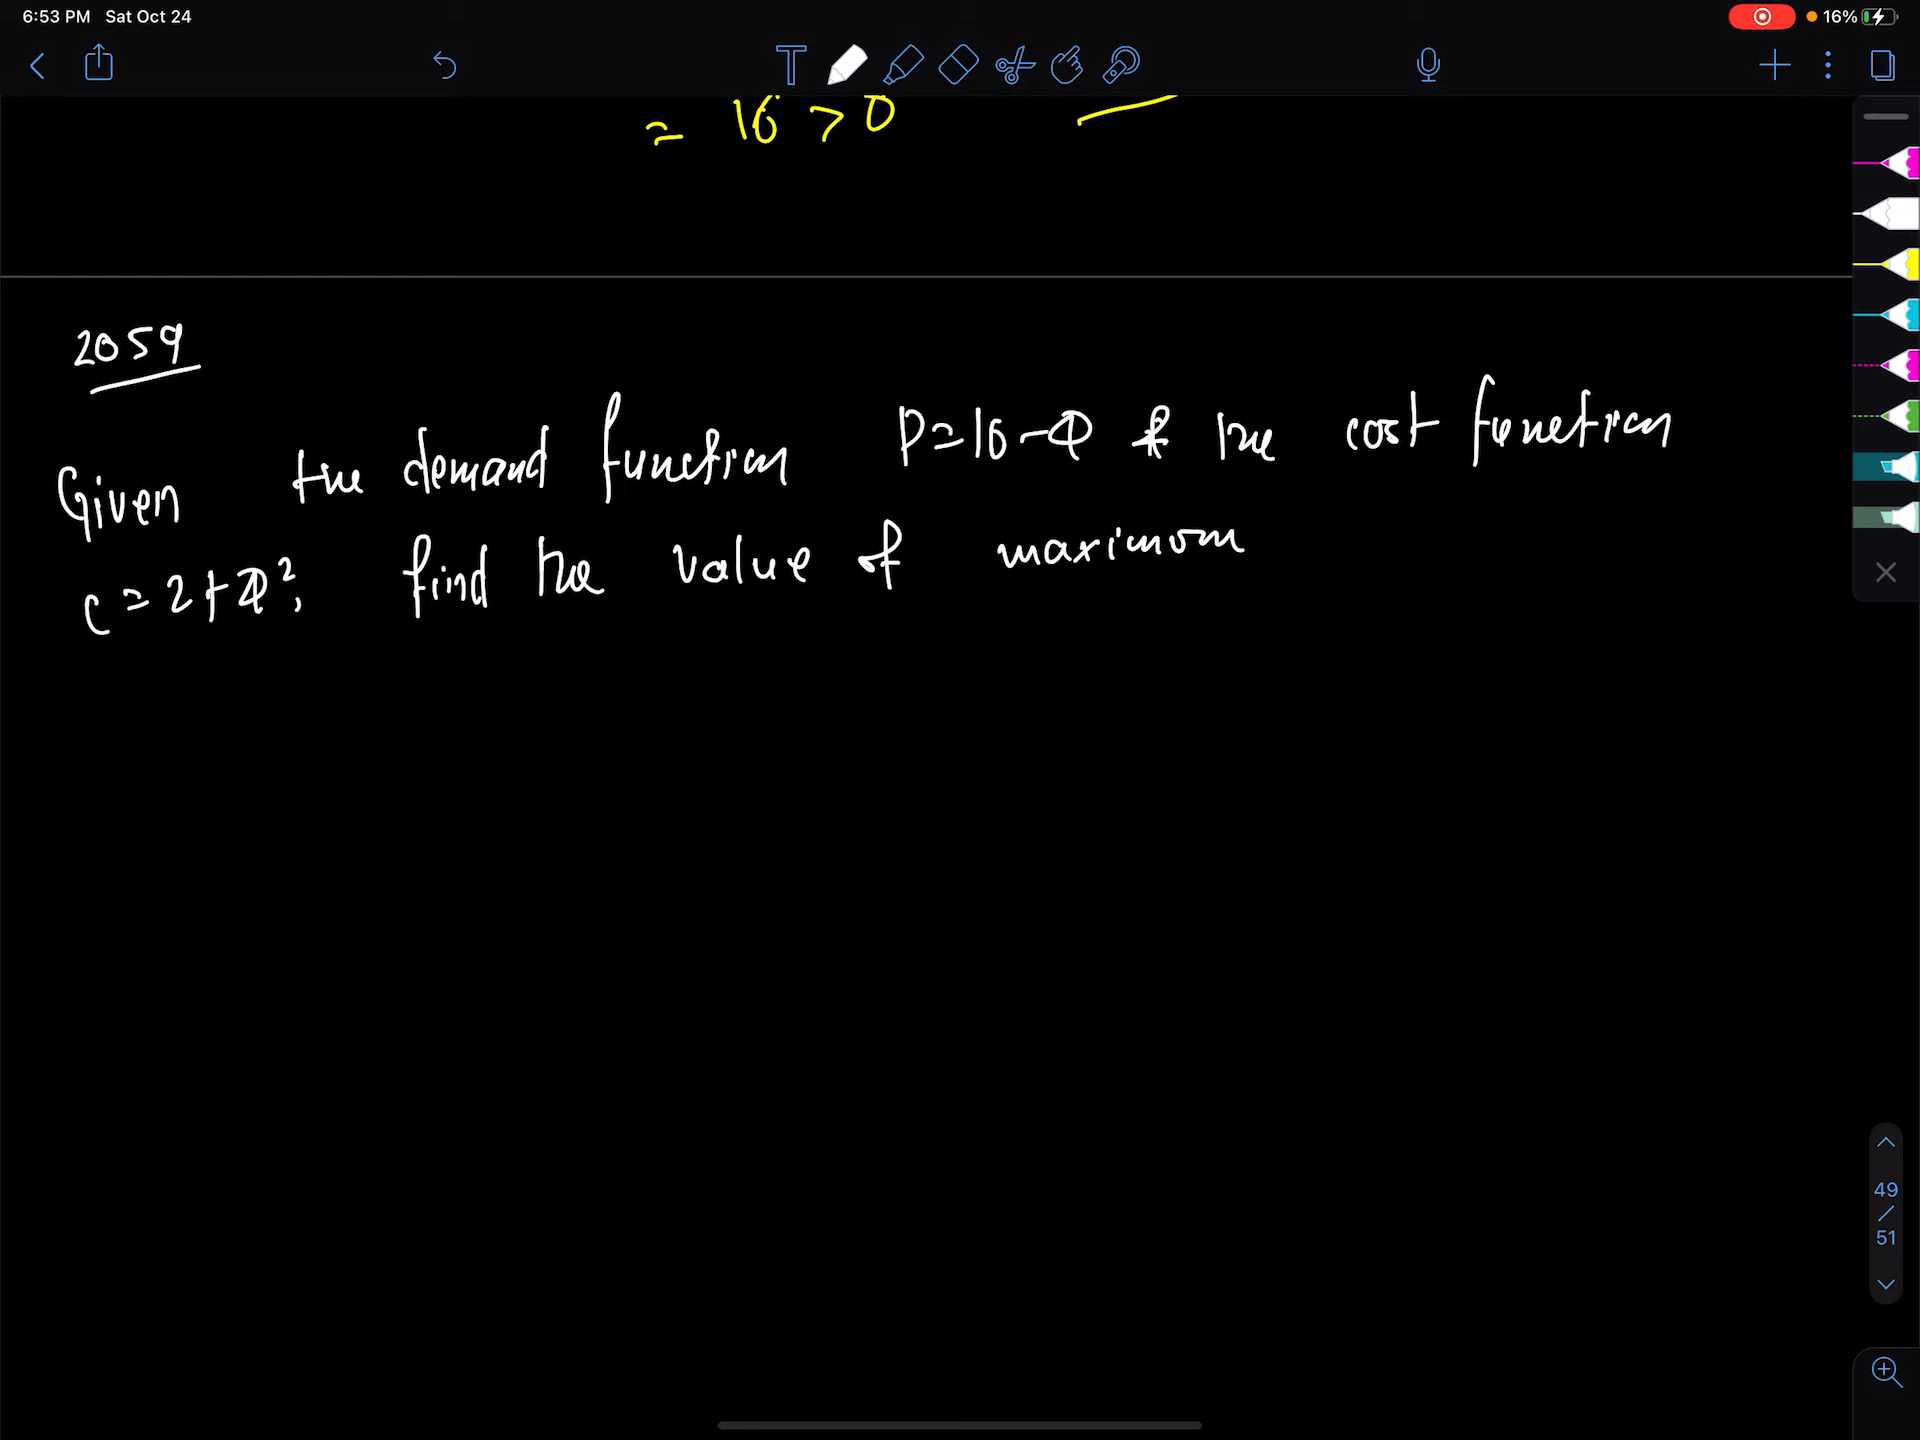 6:53 PM Sat Oct 24
16%
= 16 > 0
2059
Given the demand function P=10-Q & the cost function
C = 2+Q²; find the value of maximum
49
/
51